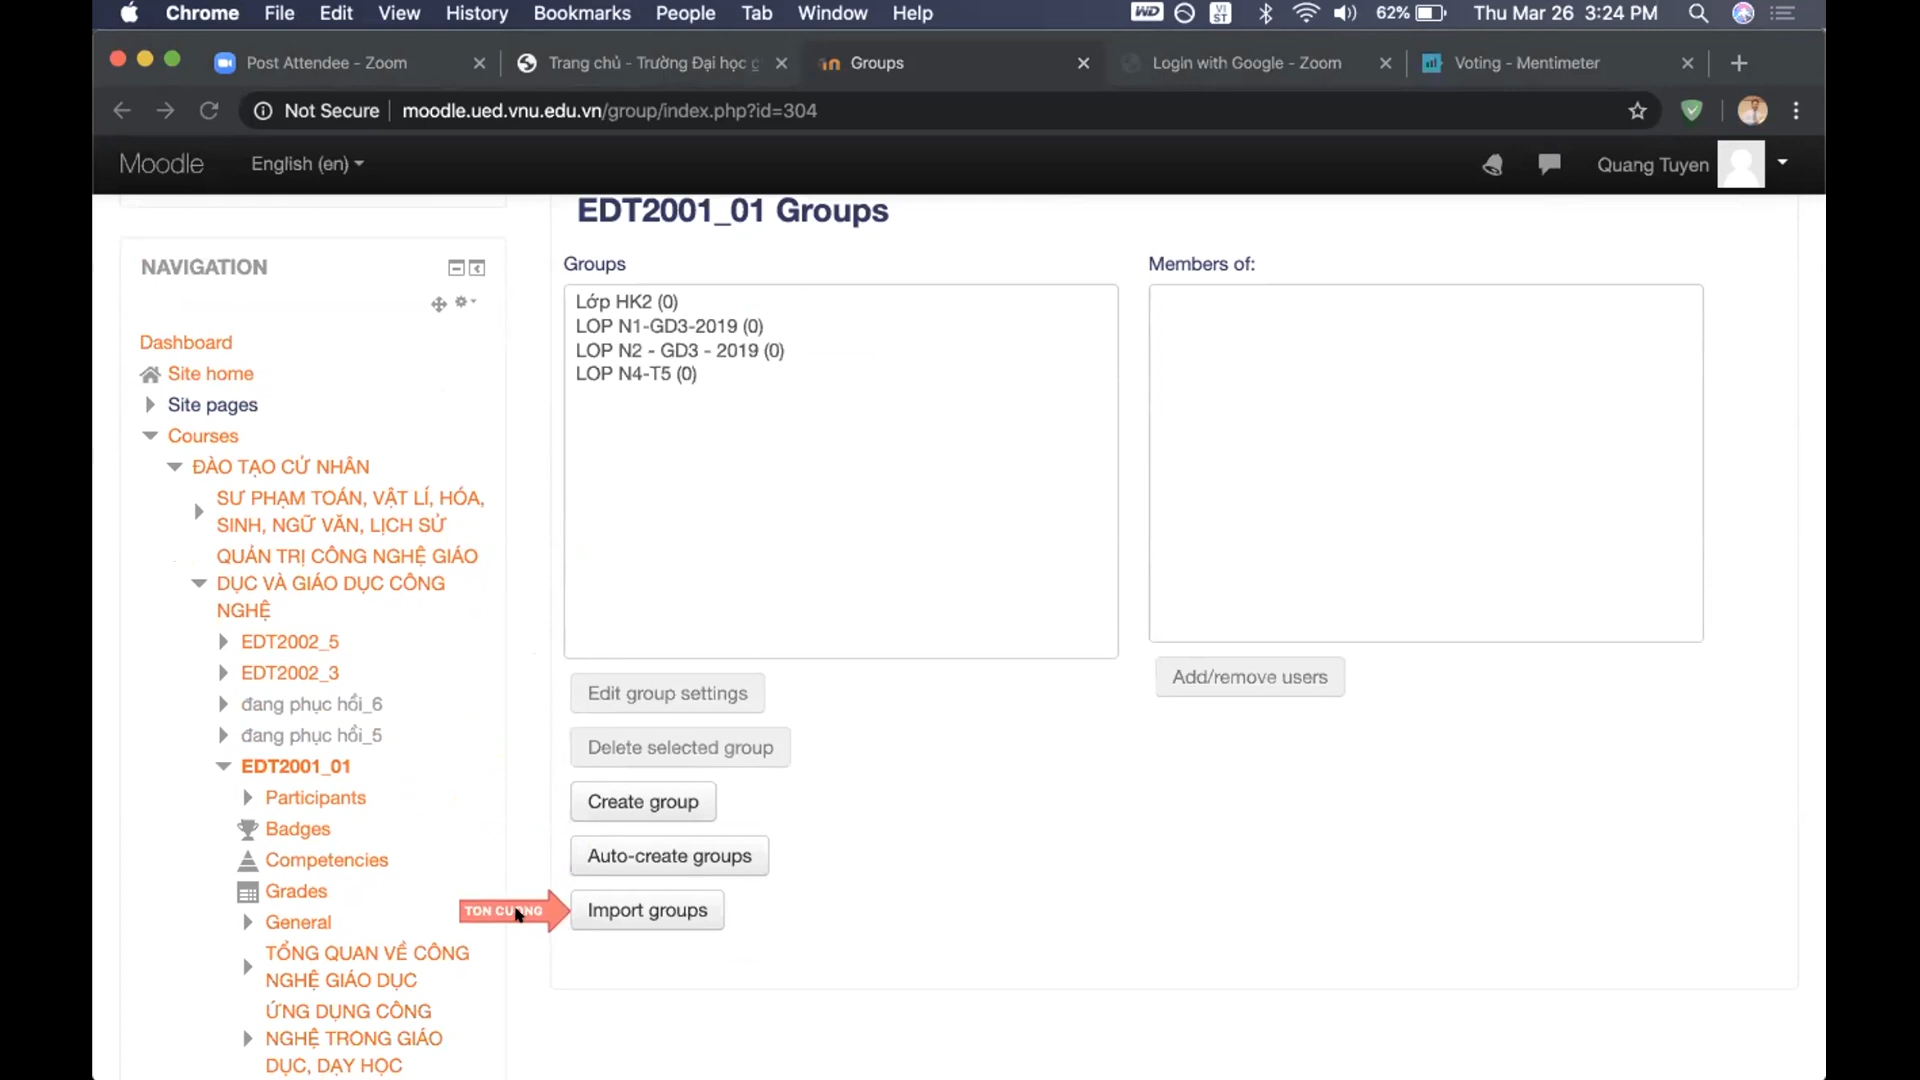 Chrome File Edit View History Bookmarks People Tab Window Help WD VI ST 62% Thu Mar 26 3:24 PM
Post Attendee - Zoom
Trang chủ - Trường Đại học g
Groups
Login with Google - Zoom
Voting - Mentimeter
Not Secure moodle.ued.vnu.edu.vn/group/index.php?id=304
Moodle English (en) Quang Tuyen
EDT2001_01 Groups
NAVIGATION
Dashboard
Site home
Site pages
Courses
ĐÀO TẠO CỬ NHÂN
SƯ PHẠM TOÁN, VẬT LÍ, HÓA,
SINH, NGỮ VĂN, LỊCH SỬ
QUẢN TRỊ CÔNG NGHỆ GIÁO
DỤC VÀ GIÁO DỤC CÔNG
NGHỆ
EDT2002_5
EDT2002_3
đang phục hồi_6
đang phục hồi_5
EDT2001_01
Participants
Badges
Competencies
Grades
General
TỔNG QUAN VỀ CÔNG
NGHỆ GIÁO DỤC
ỨNG DỤNG CÔNG
NGHỆ TRONG GIÁO
DỤC, DẠY HỌC
Groups
Lớp HK2 (0)
LOP N1-GD3-2019 (0)
LOP N2 - GD3 - 2019 (0)
LOP N4-T5 (0)
Edit group settings
Delete selected group
Create group
Auto-create groups
TON CUONG
Import groups
Members of:
Add/remove users